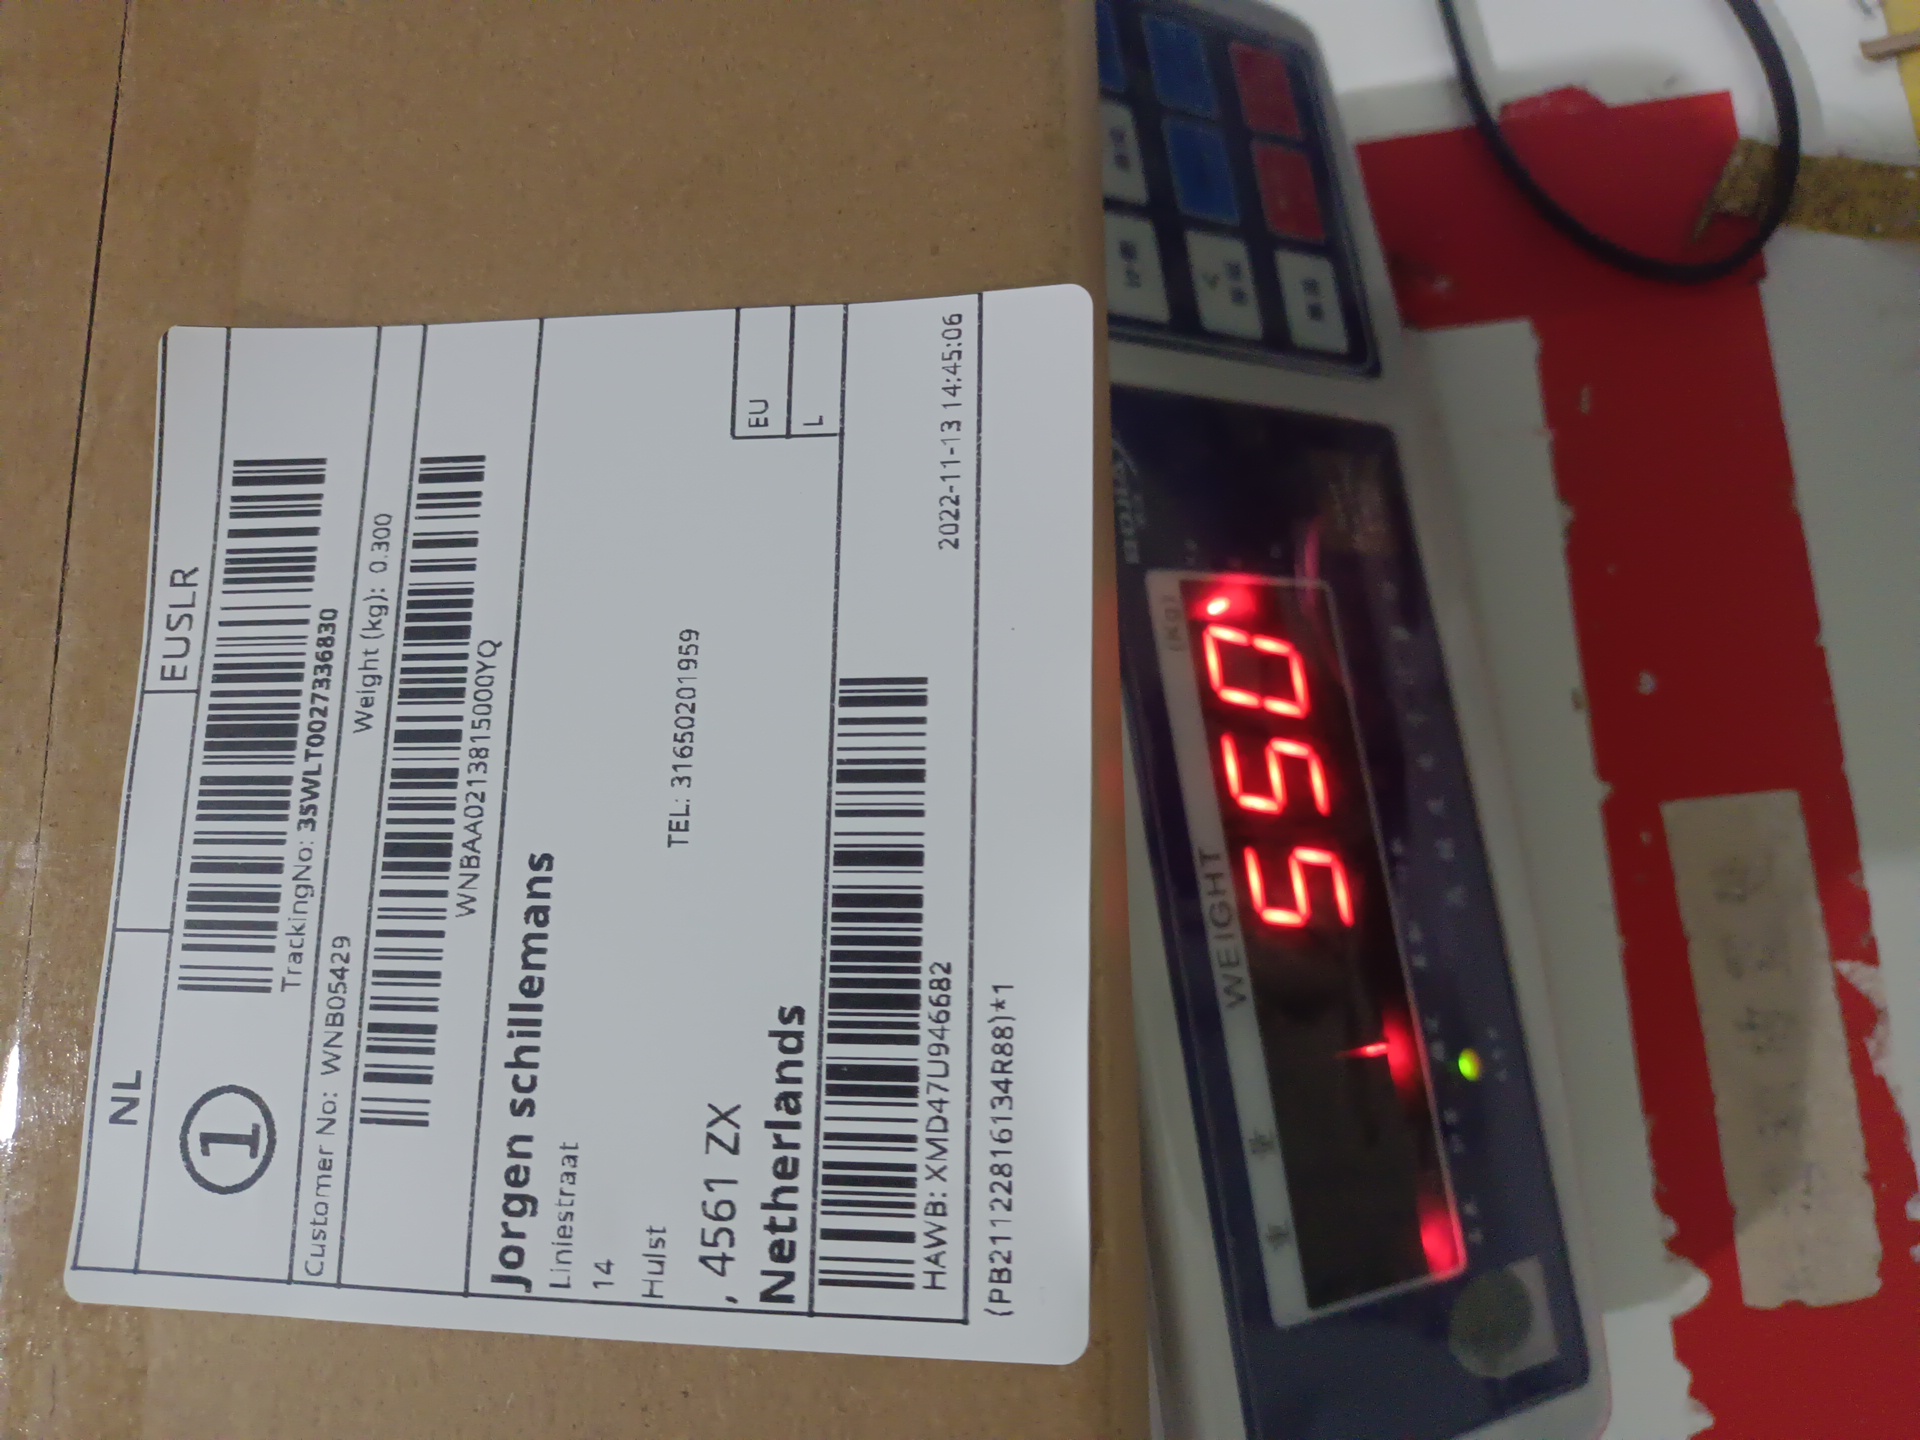 NL
EUSLR
1
TrackingNo: 3SWLT0027336830
Customer No: WNB05429
Weight (kg): 0.300
WNBAA0213815000YQ
Jorgen schillemans
Liniestraat
14
Hulst
TEL: 31650201959
, 4561 ZX
Netherlands
EU
L
HAWB: XMD47U946682
2022-11-13 14:45:06
(PB21122816134R88)*1
WEIGHT
(Kg)
550